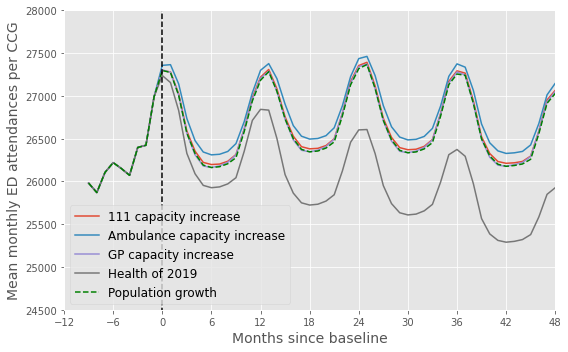 Mean monthly ED attendances per CCG
28000
27500
27000
26500
26000
25500
25000
24500
111 capacity increase
Ambulance capacity increase
GP capacity increase
Health of 2019
Population growth
−12 −6 0 6 12 18 24 30 36 42 48
Months since baseline